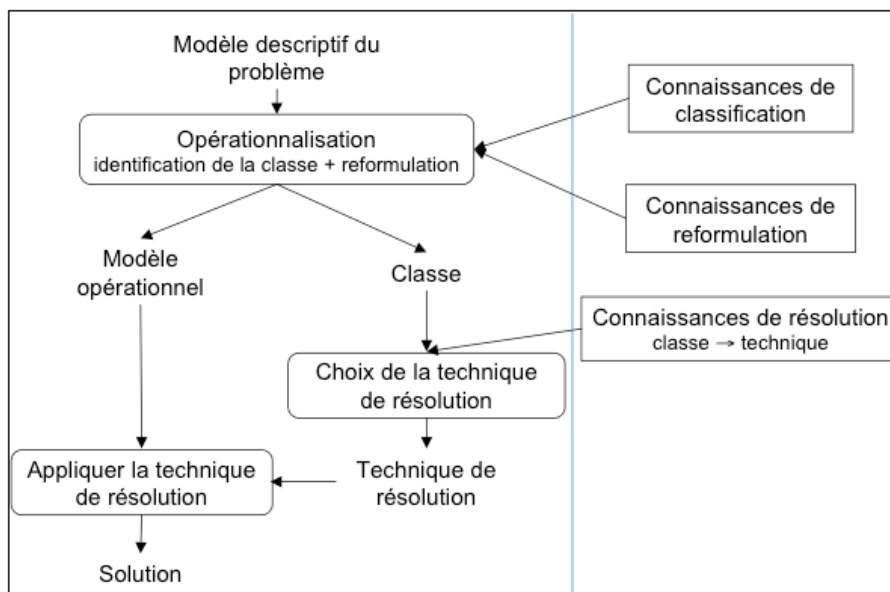 Modèle descriptif du
problème
Opérationnalisation
identification de la classe + reformulation
Modèle
opérationnel
Classe
Choix de la technique
de résolution
Appliquer la technique
de résolution
Technique de
résolution
Solution
Connaissances de
classification
Connaissances de
reformulation
Connaissances de résolution
classe → technique